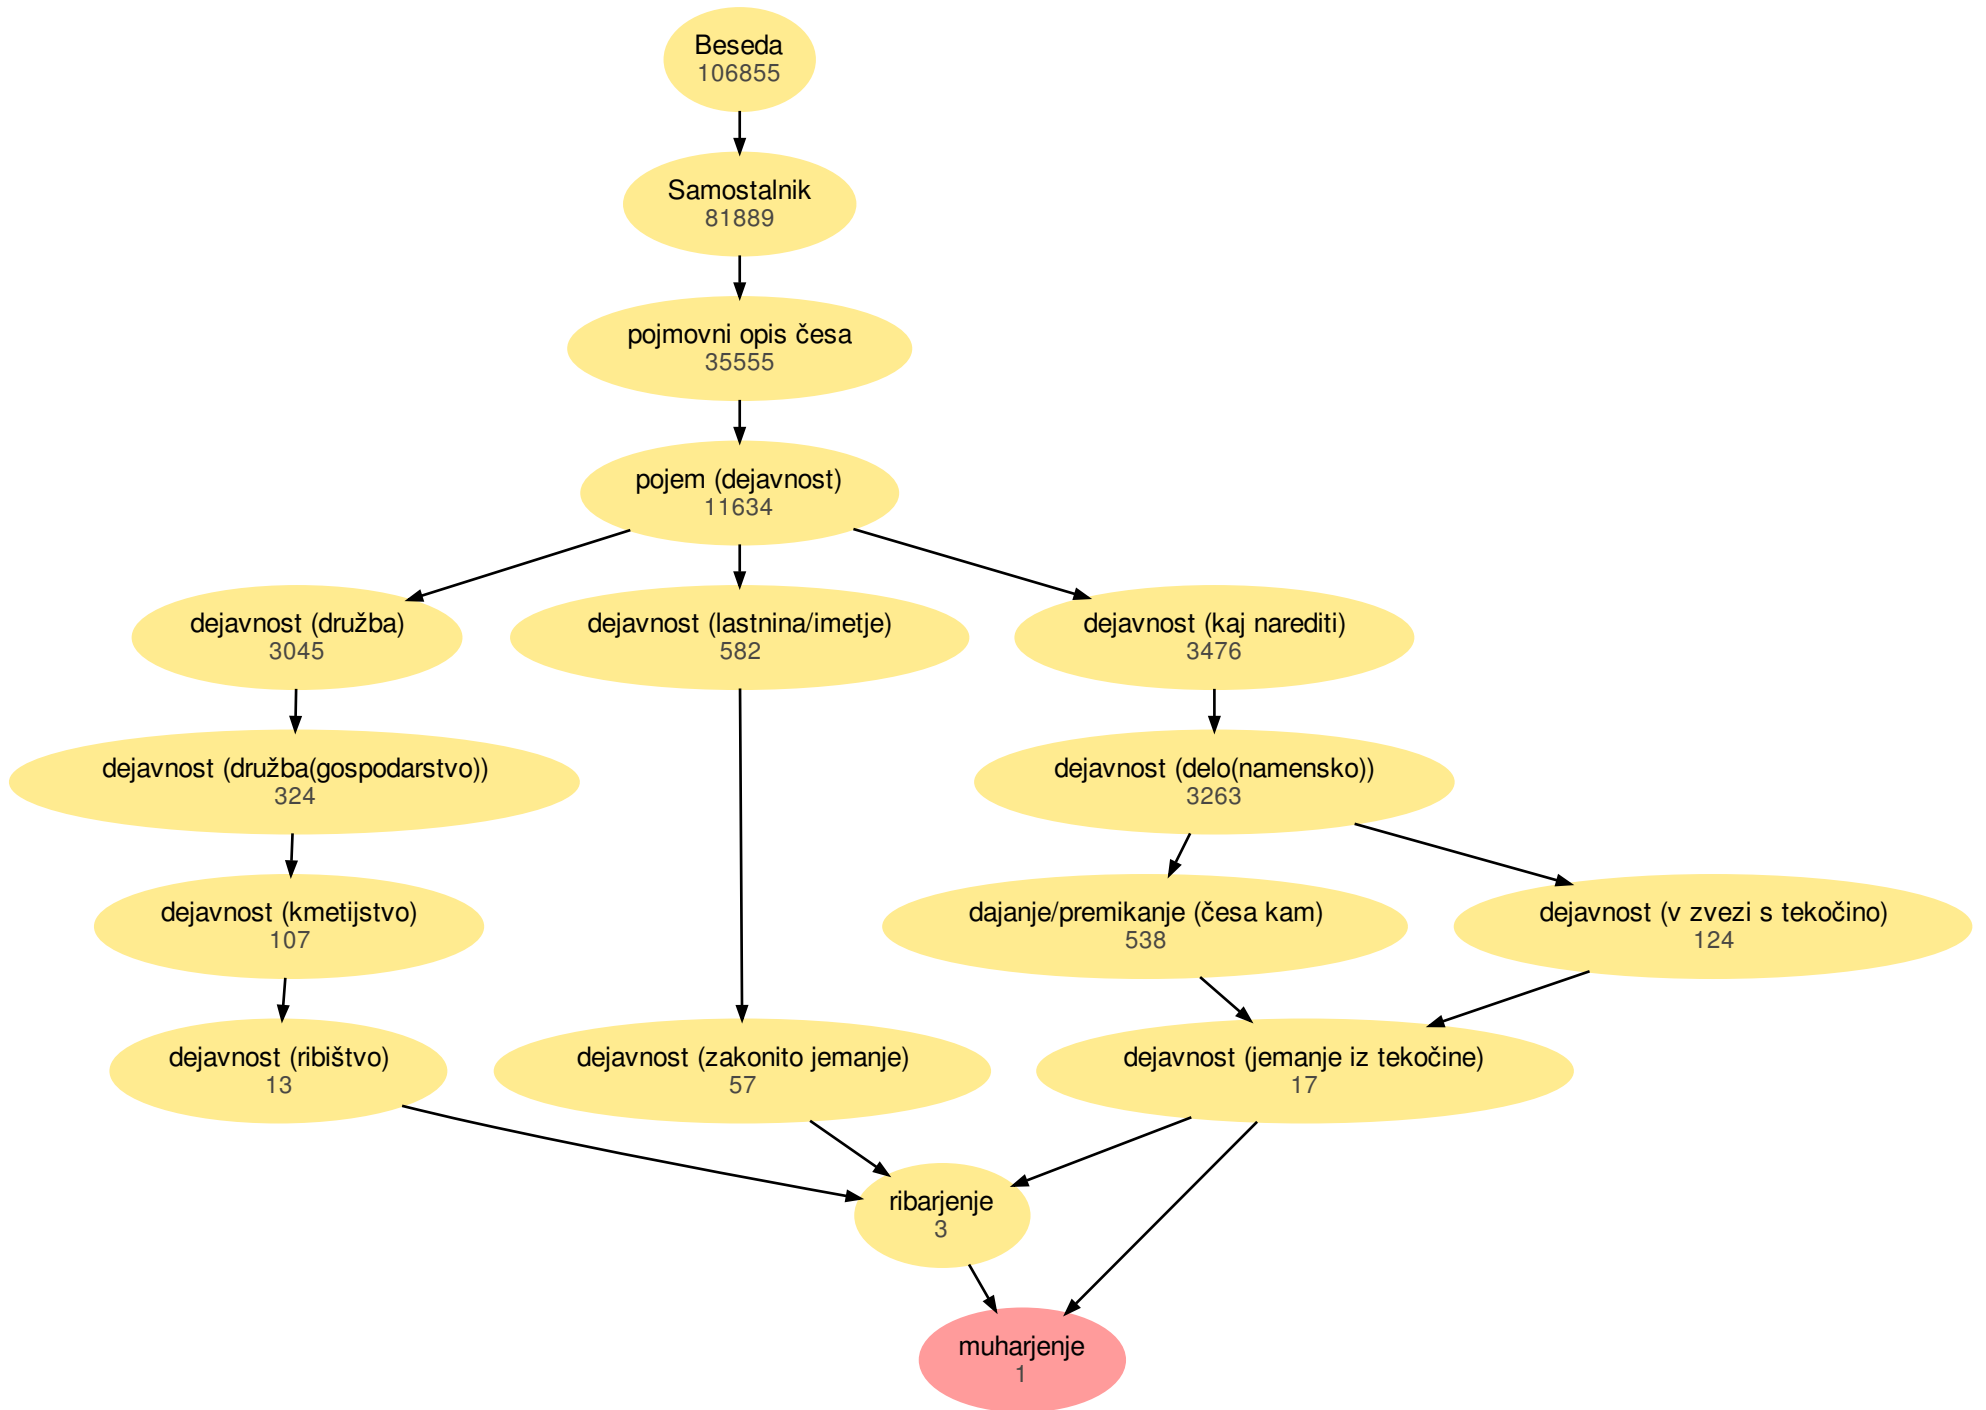 Beseda
106855
Samostalnik
81889
pojmovni opis česa
35555
pojem (dejavnost)
11634
dejavnost (družba)
3045
dejavnost (lastnina/imetje)
582
dejavnost (kaj narediti)
3476
dejavnost (družba(gospodarstvo))
324
dejavnost (delo(namensko))
3263
dejavnost (kmetijstvo)
107
dajanje/premikanje (česa kam)
538
dejavnost (v zvezi s tekočino)
124
dejavnost (ribištvo)
13
dejavnost (zakonito jemanje)
57
dejavnost (jemanje iz tekočine)
17
ribarjenje
3
muharjenje
1